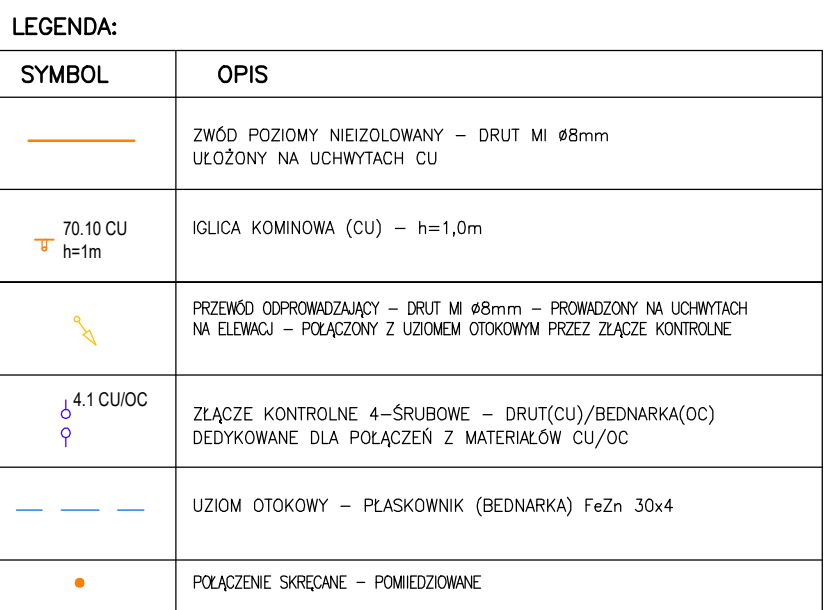 LEGENDA:
SYMBOL OPIS
ZWÓD POZIOMY NIEIZOLOWANY – DRUT MI ø8mm
UŁOŻONY NA UCHWYTACH CU
70.10 CU
h=1m
IGLICA KOMINOWA (CU) – h=1,0m
PRZEWÓD ODPROWADZAJĄCY – DRUT MI ø8mm – PROWADZONY NA UCHWYTACH
NA ELEWACJ – POŁĄCZONY Z UZIOMEM OTOKOWYM PRZEZ ZŁĄCZE KONTROLNE
4.1 CU/OC
ZŁĄCZE KONTROLNE 4–ŚRUBOWE – DRUT(CU)/BEDNARKA(OC)
DEDYKOWANE DLA POŁĄCZEŃ Z MATERIAŁÓW CU/OC
UZIOM OTOKOWY – PŁASKOWNIK (BEDNARKA) FeZn 30x4
POŁĄCZENIE SKRĘCANE – POMIIEDZIOWANE